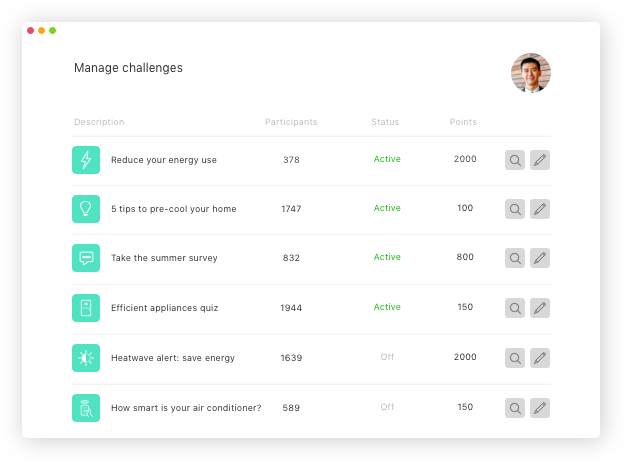 Manage challenges
Description Participants Status Points
Reduce your energy use 378 Active 2000
5 tips to pre-cool your home 1747 Active 100
Take the summer survey 832 Active 800
Efficient appliances quiz 1944 Active 150
Heatwave alert: save energy 1639 Off 2000
How smart is your air conditioner? 589 Off 150